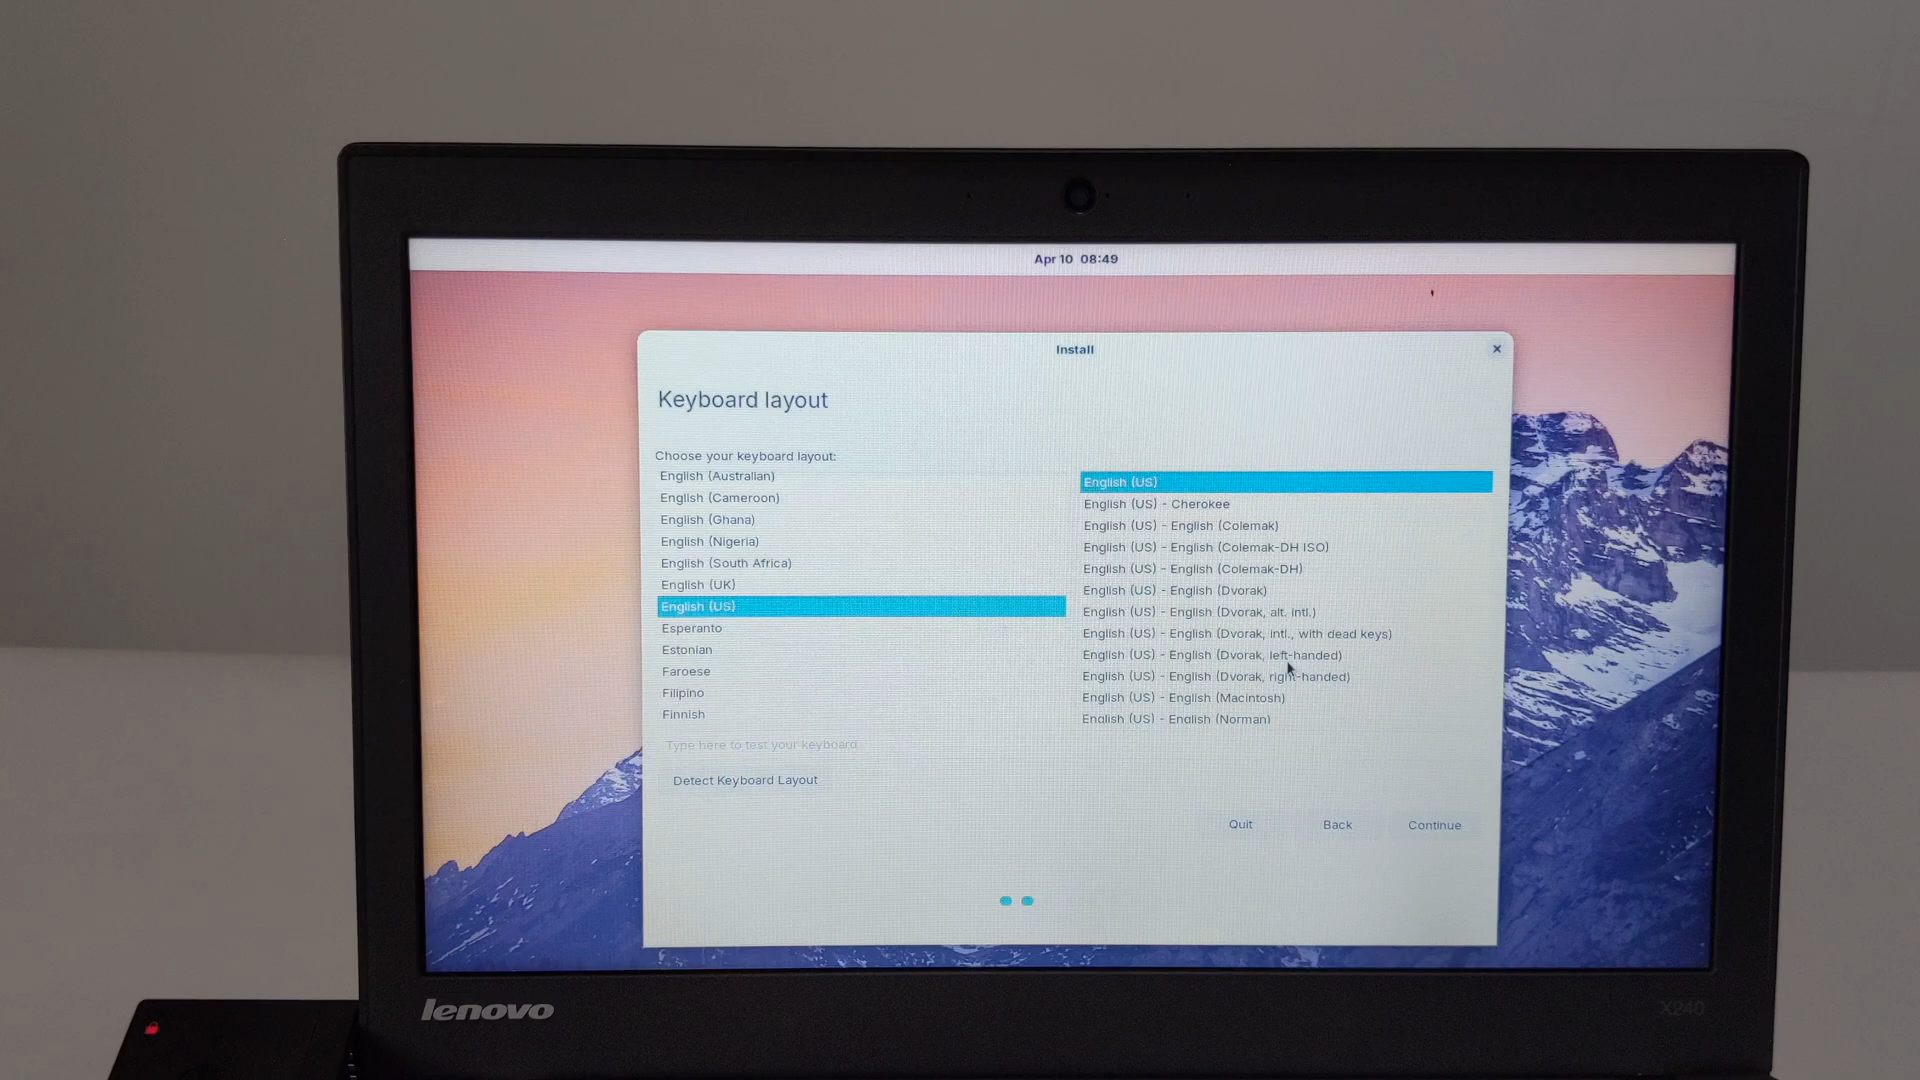 Apr 10 08:49
Install
Keyboard layout
Choose your keyboard layout:
English (Australian)
English (Cameroon)
English (Ghana)
English (Nigeria)
English (South Africa)
English (UK)
English (US)
Esperanto
Estonian
Faroese
Filipino
Finnish
English (US)
English (US) - Cherokee
English (US) - English (Colemak)
English (US) - English (Colemak-DH ISO)
English (US) - English (Colemak-DH)
English (US) - English (Dvorak)
English (US) - English (Dvorak, alt. intl.)
English (US) - English (Dvorak, intl., with dead keys)
English (US) - English (Dvorak, left-handed)
English (US) - English (Dvorak, right-handed)
English (US) - English (Macintosh)
English (US) - English (Norman)
Type here to test your keyboard
Detect Keyboard Layout
Quit Back Continue
lenovo
X240